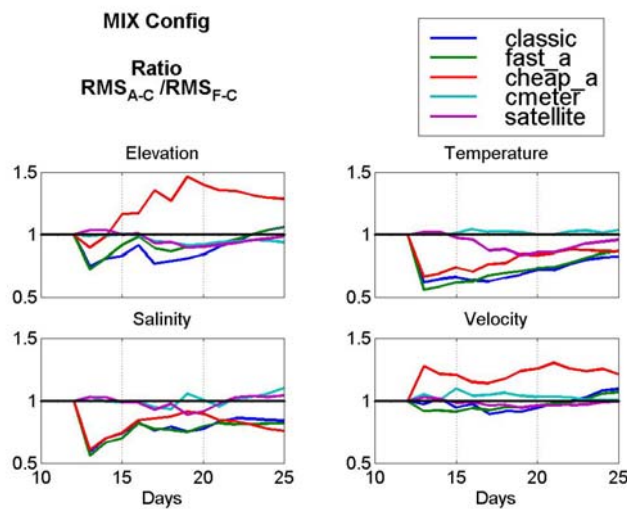 MIX Config
Ratio
RMS_A-C /RMS_F-C
classic
fast_a
cheap_a
cmeter
satellite
Elevation
Temperature
1.5
1
0.5
1.5
1
0.5
Salinity
Velocity
1.5
1
0.5
10 15 20 25
Days
1.5
1
0.5
10 15 20 25
Days